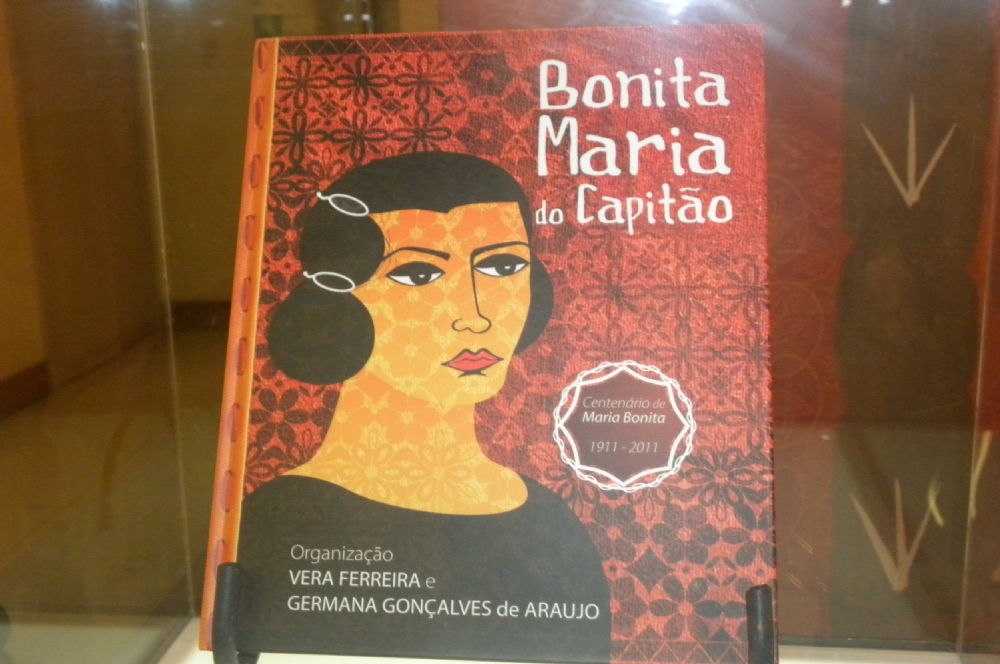 Bonita
Maria
do Capitão
Centenário de
Maria Bonita
1911 - 2011
Organização
VERA FERREIRA e
GERMANA GONÇALVES de ARAUJO